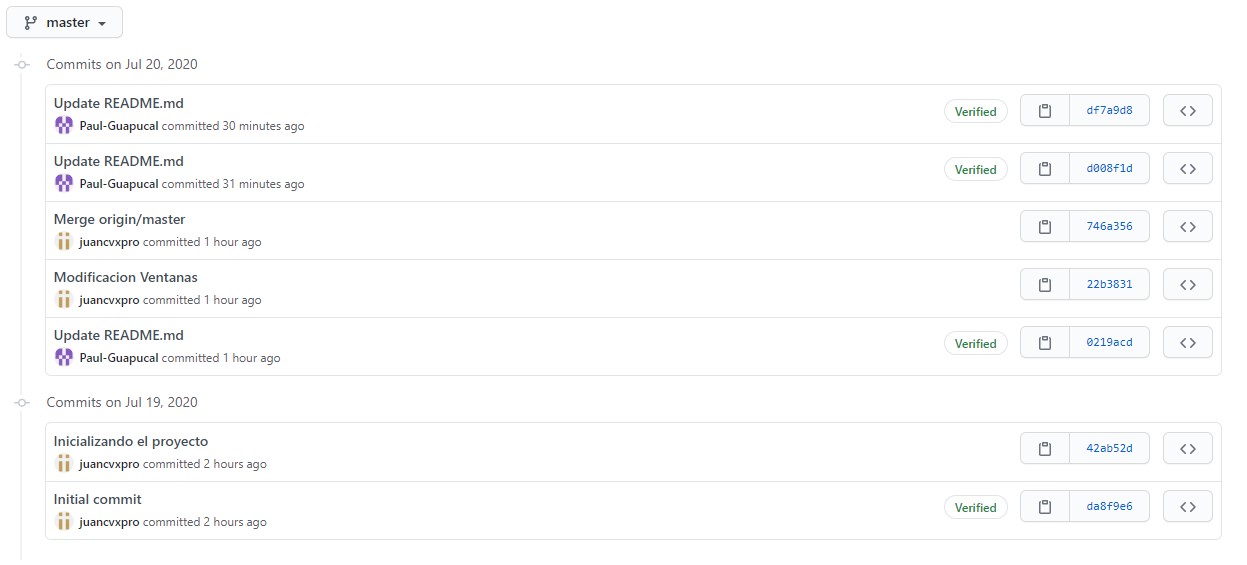 master
Commits on Jul 20, 2020
Update README.md
Paul-Guapucal committed 30 minutes ago
Verified
df7a9d8
Update README.md
Paul-Guapucal committed 31 minutes ago
Verified
d008f1d
Merge origin/master
juancvxpro committed 1 hour ago
746a356
Modificacion Ventanas
juancvxpro committed 1 hour ago
22b3831
Update README.md
Paul-Guapucal committed 1 hour ago
Verified
0219acd
Commits on Jul 19, 2020
Inicializando el proyecto
juancvxpro committed 2 hours ago
42ab52d
Initial commit
juancvxpro committed 2 hours ago
Verified
da8f9e6